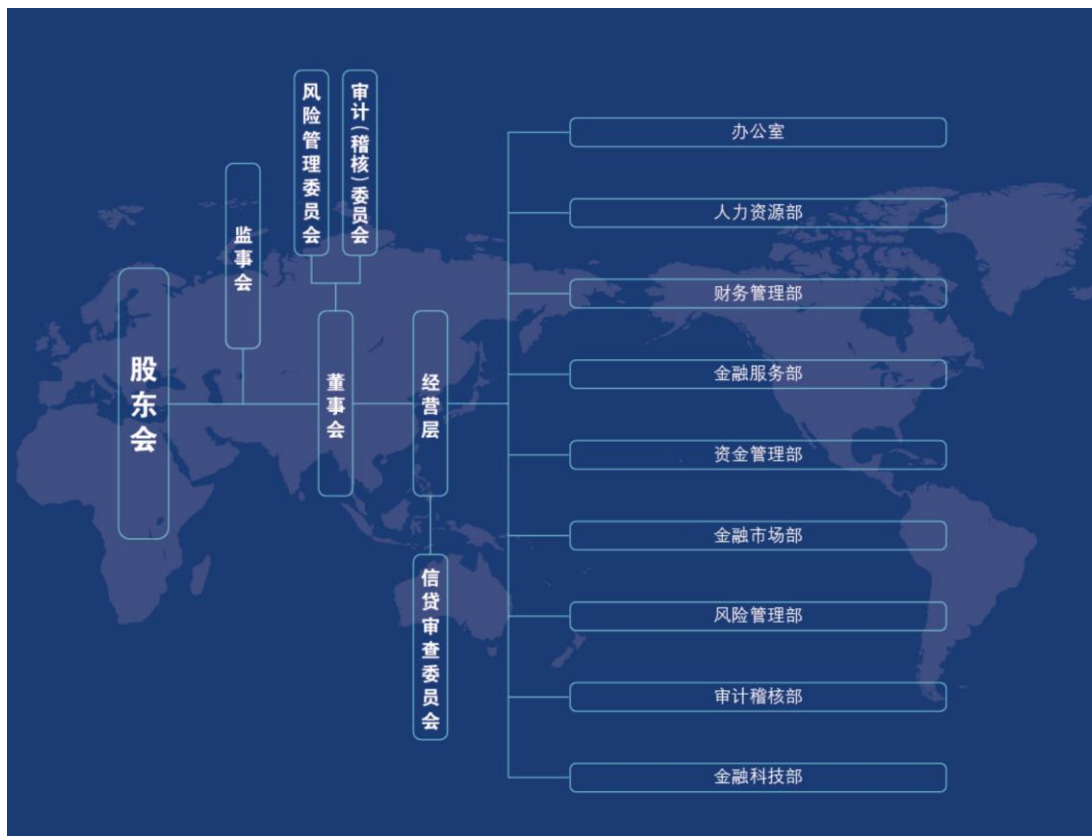 股东会
监事会
风险管理委员会
审计(稽核)委员会
董事会
经营层
信贷审查委员会
办公室
人力资源部
财务管理部
金融服务部
资金管理部
金融市场部
风险管理部
审计稽核部
金融科技部